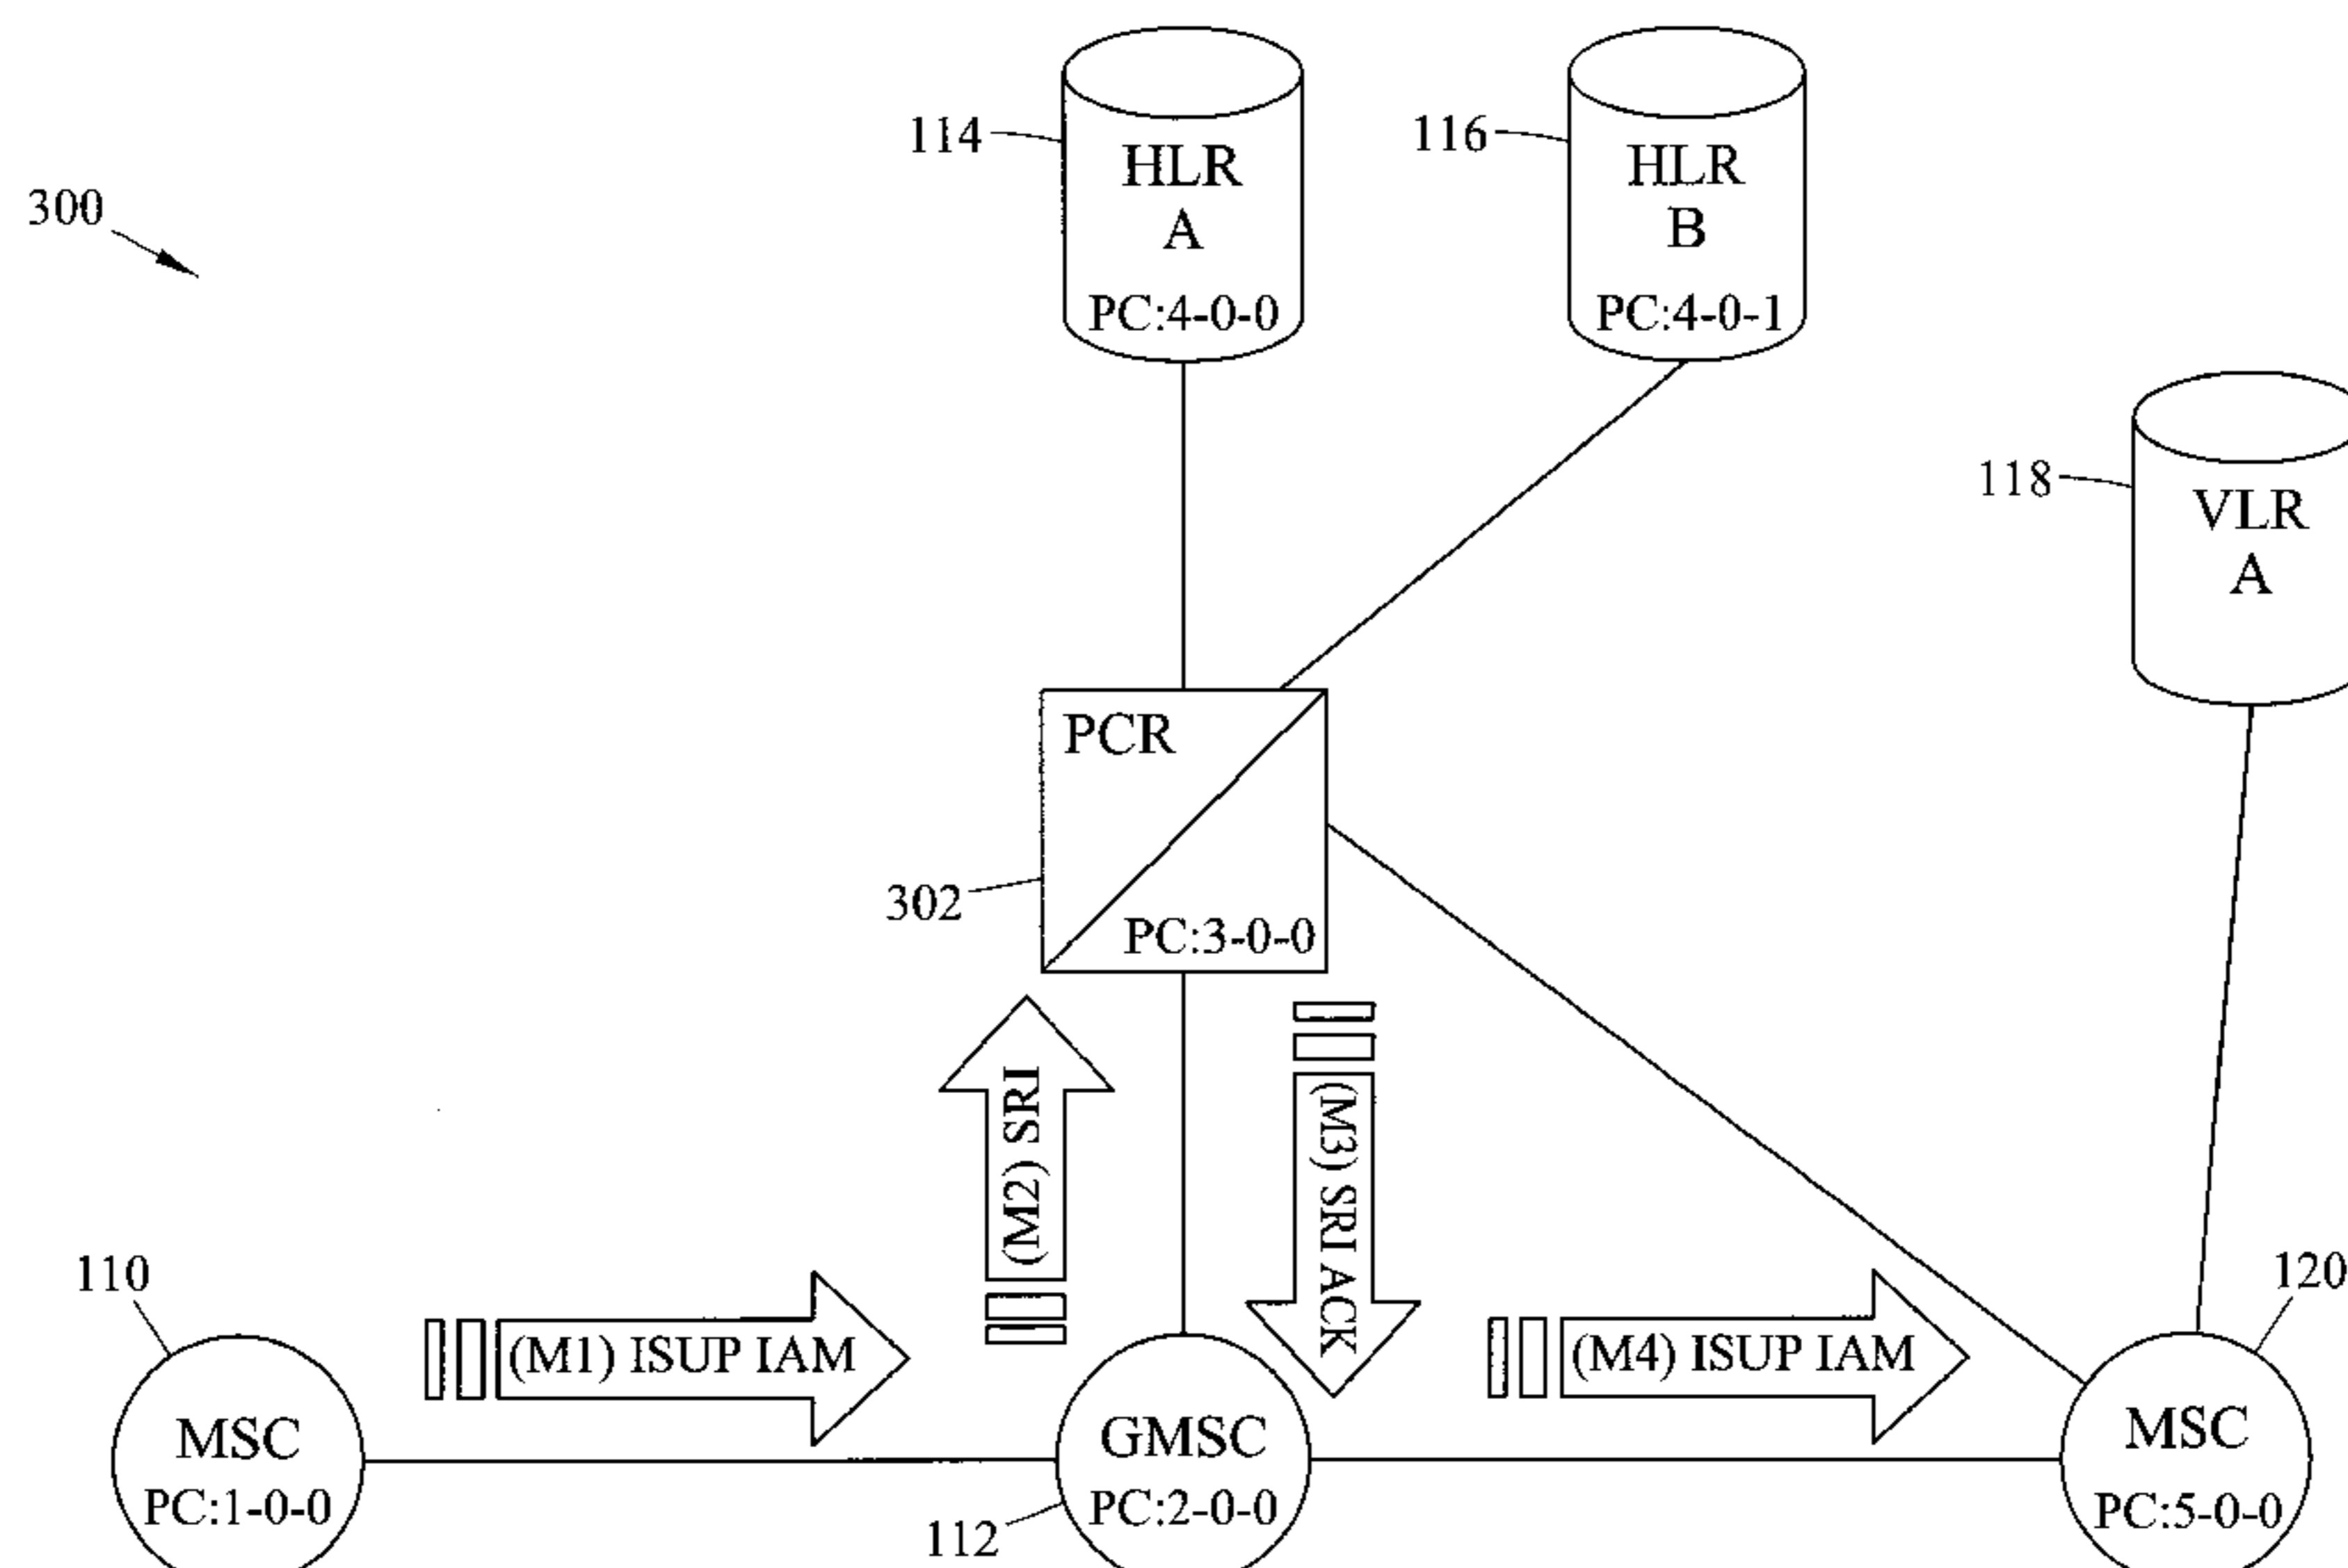 300
114
HLR
A
PC:4-0-0
116
HLR
B
PC:4-0-1
118
VLR
A
PCR
302
PC:3-0-0
(M2) SRI
(M3) SRI ACK
110
(M1) ISUP IAM
(M4) ISUP IAM
120
MSC
PC:1-0-0
GMSC
PC:2-0-0
112
MSC
PC:5-0-0